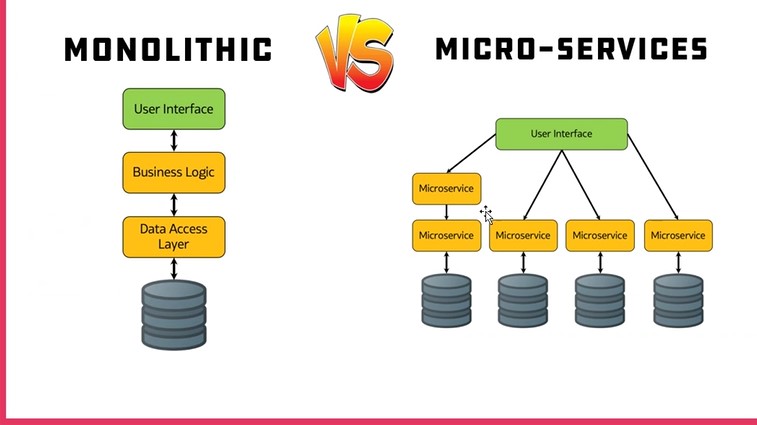 MONOLITHIC
VS
MICRO-SERVICES
User Interface
Business Logic
Data Access
Layer
User Interface
Microservice
Microservice
Microservice
Microservice
Microservice